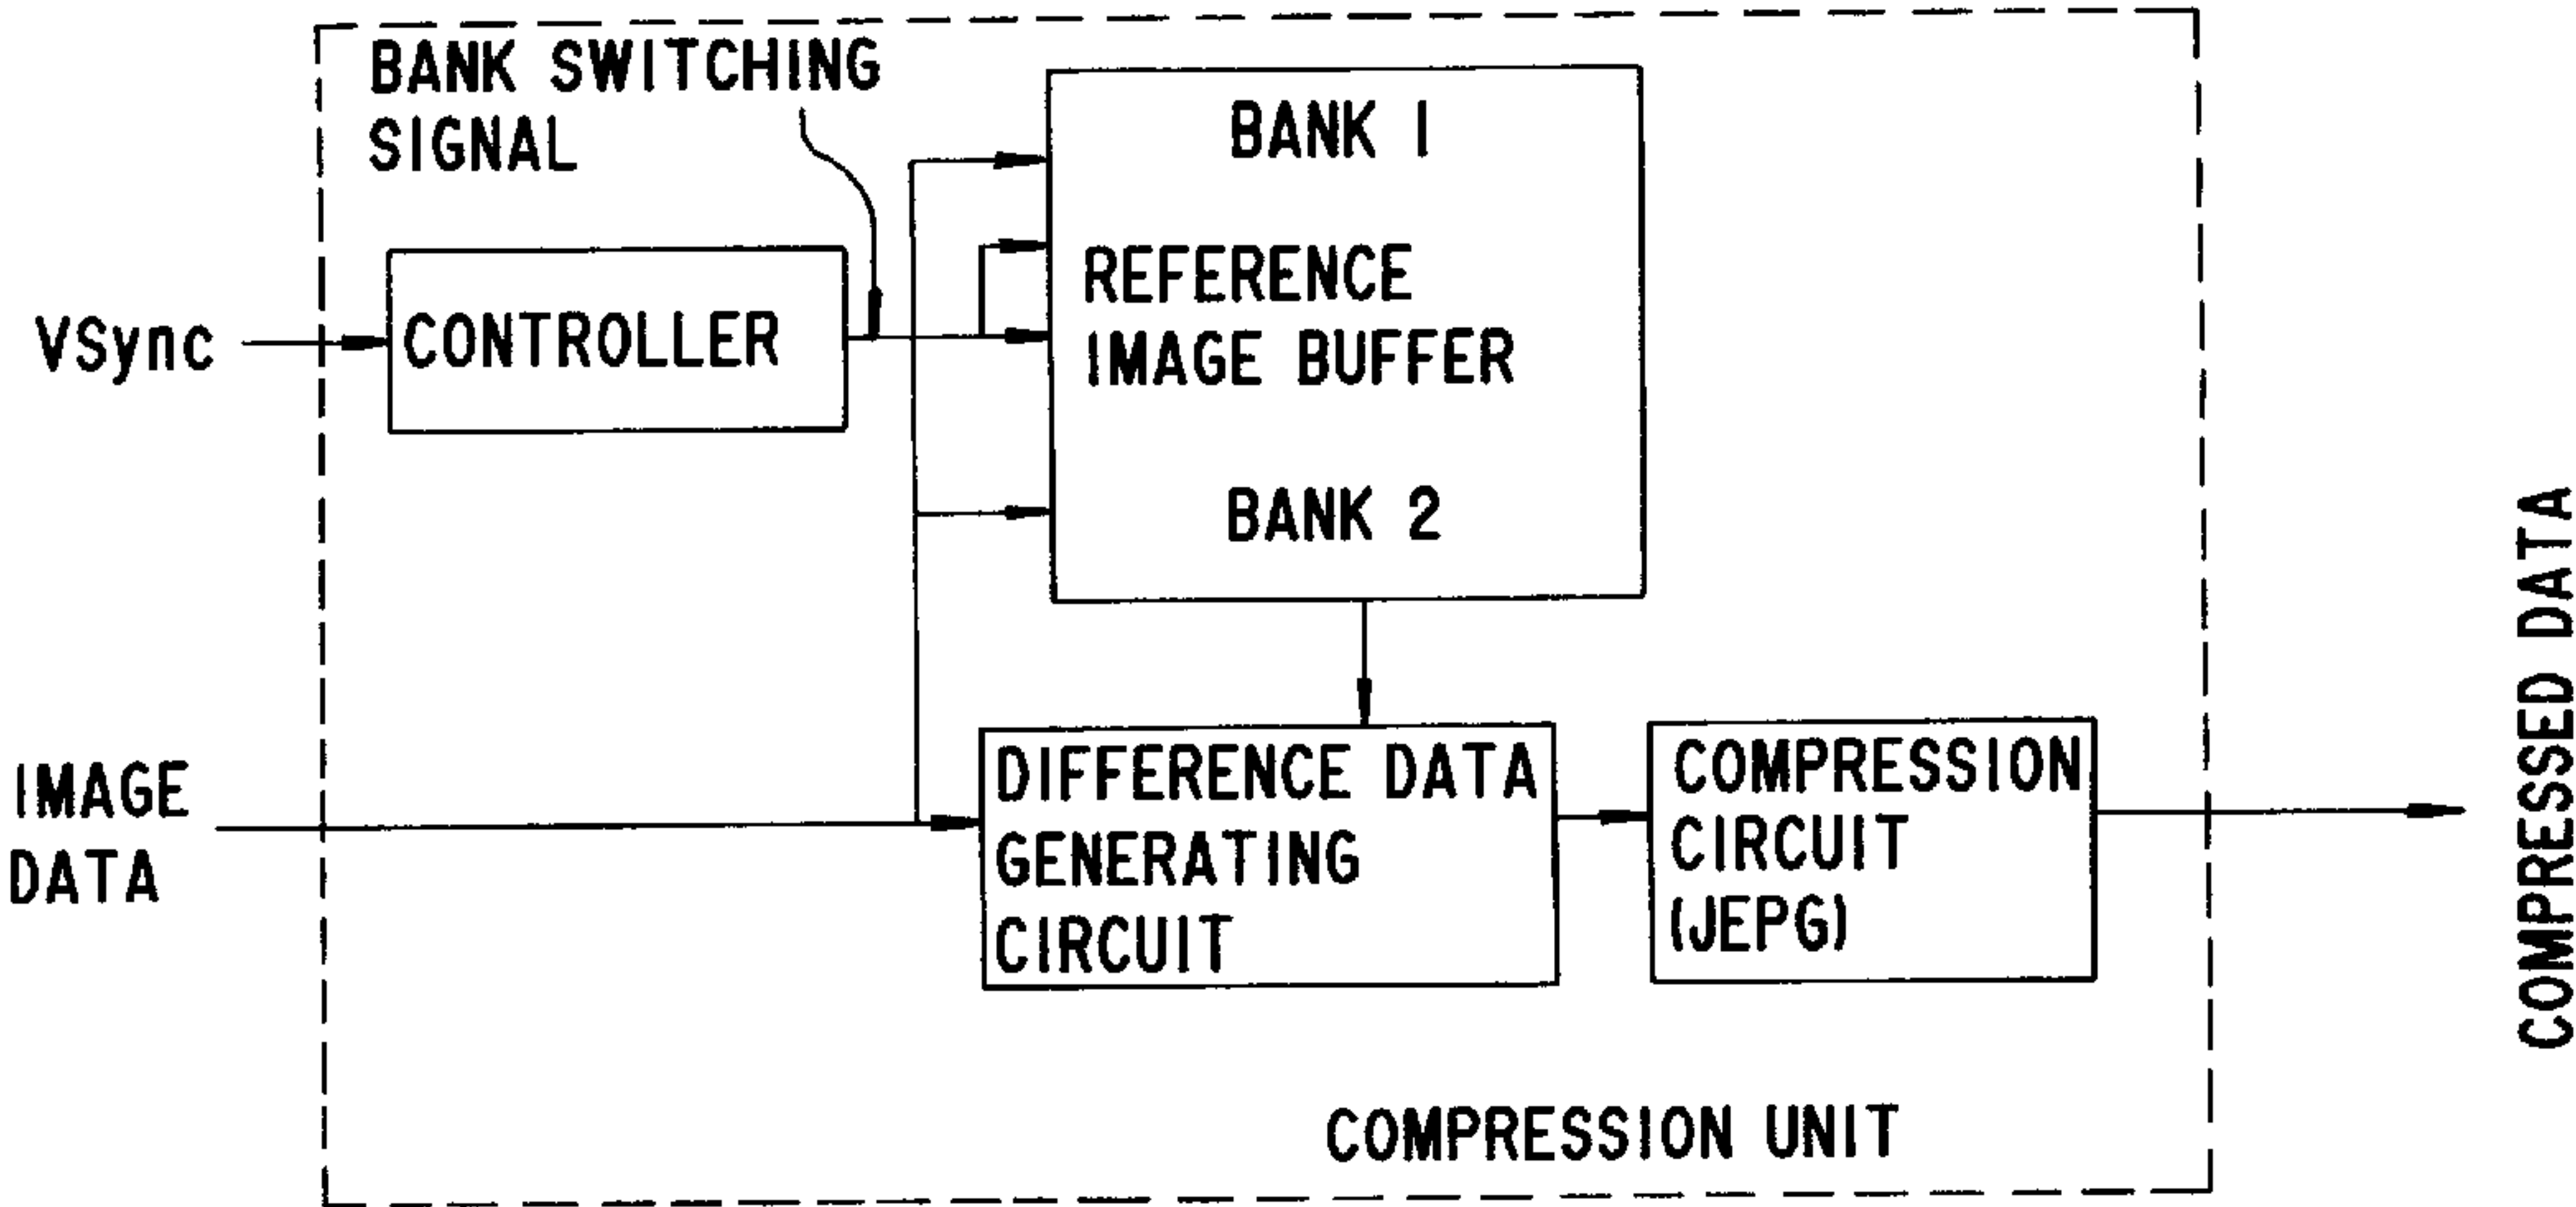 BANK SWITCHING
SIGNAL
BANK 1
REFERENCE
IMAGE BUFFER
BANK 2
VSync
CONTROLLER
IMAGE
DATA
DIFFERENCE DATA
GENERATING
CIRCUIT
COMPRESSION
CIRCUIT
(JEPG)
COMPRESSED DATA
COMPRESSION UNIT